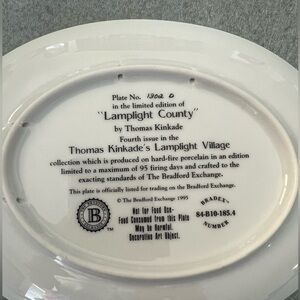 Plate No. 1302 D
in the limited edition of
"Lamplight County"
by Thomas Kinkade
Fourth issue in the
Thomas Kinkade's Lamplight Village
collection which is produced on hard-fire porcelain in an edition
limited to a maximum of 95 firing days and crafted to the
exacting standards of The Bradford Exchange.
This plate is officially listed for trading on the Bradford Exchange.
© The Bradford Exchange 1995
B
Not for Food Use-
Food Consumed from this Plate
May be Harmful.
Decorative Art Object.
BRADEX®
84-B10-185.4
NUMBER